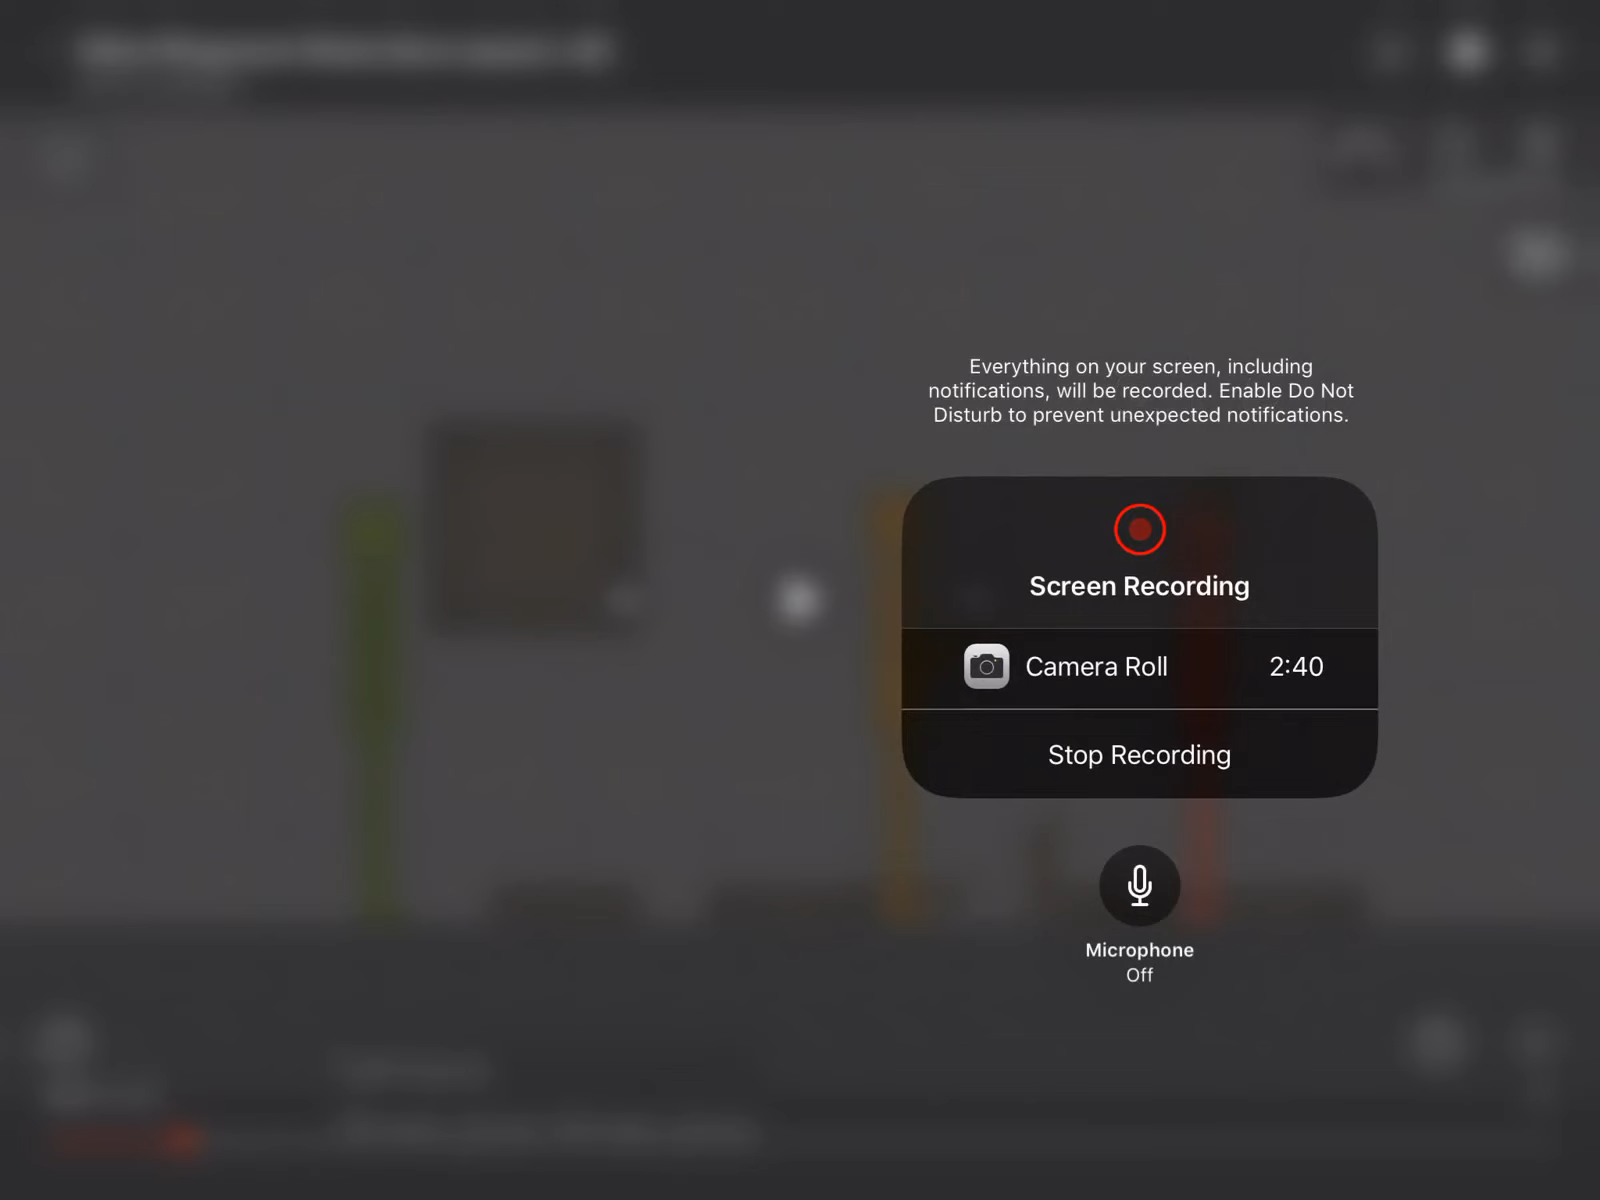 Everything on your screen, including
notifications, will be recorded. Enable Do Not
Disturb to prevent unexpected notifications.
Screen Recording
Camera Roll 2:40
Stop Recording
Microphone
Off